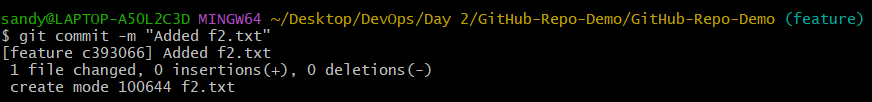 sandy@LAPTOP-A50L2C3D MINGW64 ~/Desktop/DevOps/Day 2/GitHub-Repo-Demo/GitHub-Repo-Demo (feature)
$ git commit -m "Added f2.txt"
[feature c393066] Added f2.txt
 1 file changed, 0 insertions(+), 0 deletions(-)
 create mode 100644 f2.txt